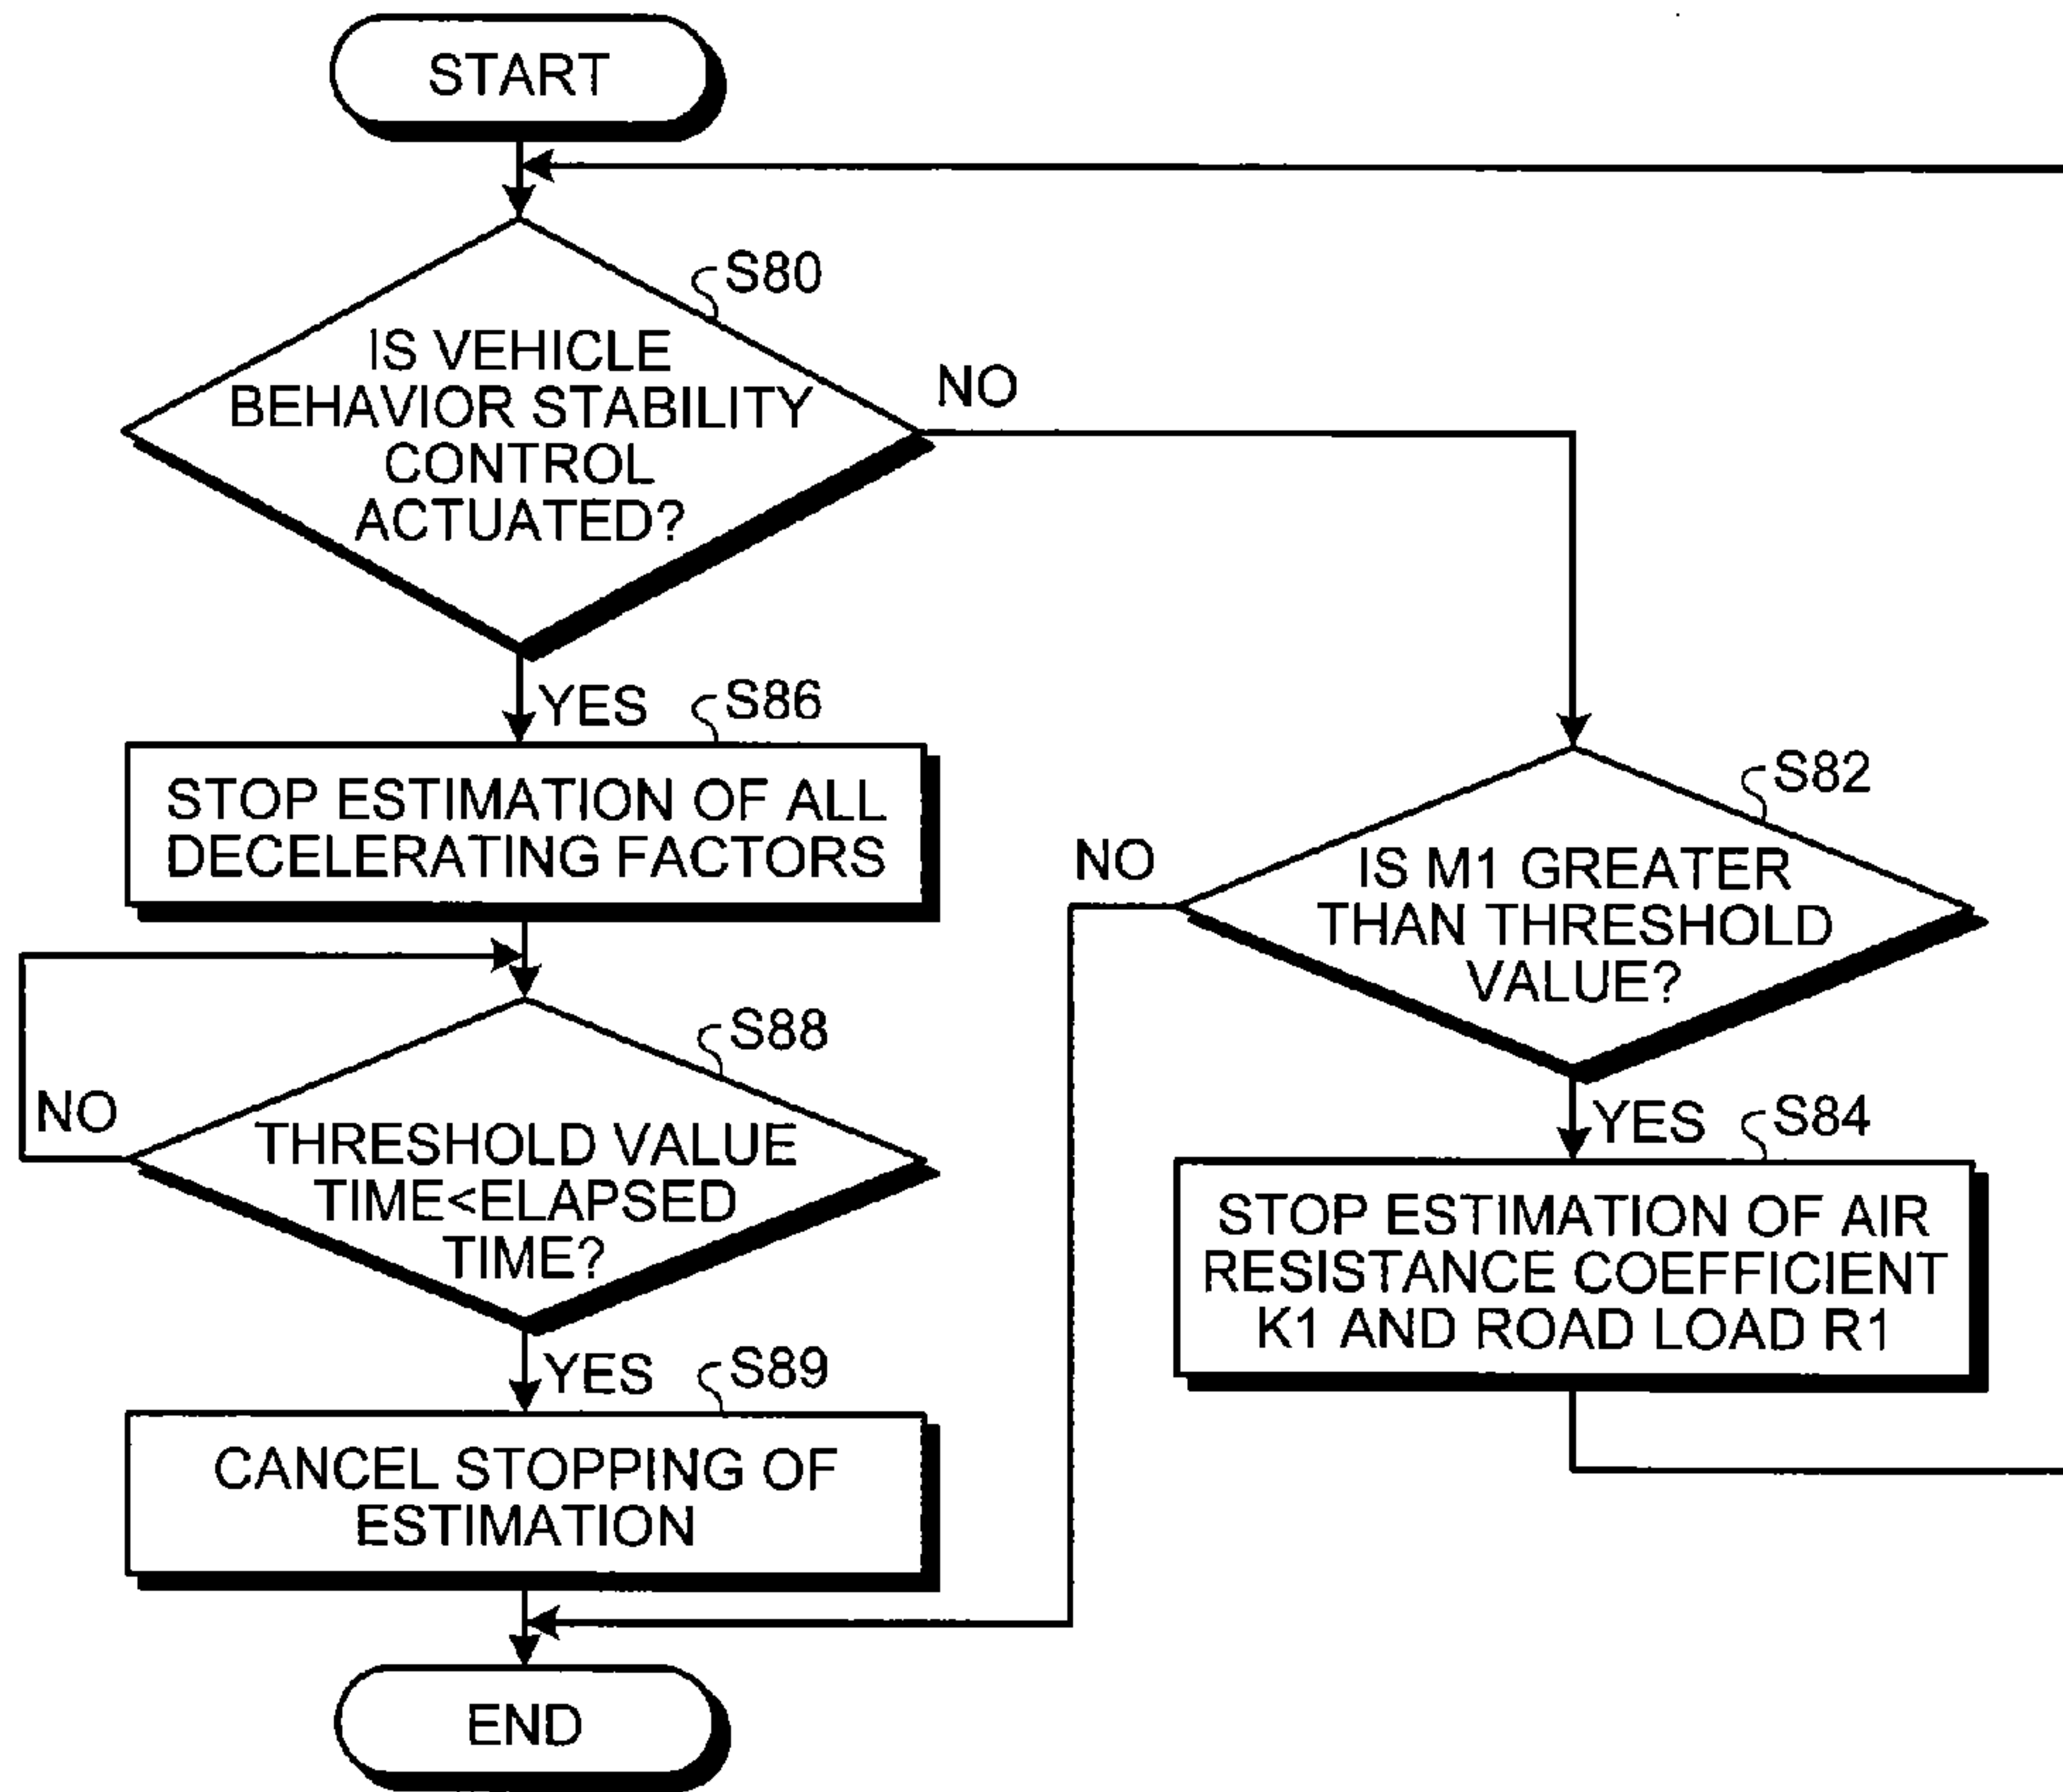 START
S80
IS VEHICLE
BEHAVIOR STABILITY
CONTROL
ACTUATED?
NO
YES
S86
STOP ESTIMATION OF ALL
DECELERATING FACTORS
S88
NO
THRESHOLD VALUE
TIME<ELAPSED
TIME?
YES
S89
CANCEL STOPPING OF
ESTIMATION
END
S82
NO
IS M1 GREATER
THAN THRESHOLD
VALUE?
YES
S84
STOP ESTIMATION OF AIR
RESISTANCE COEFFICIENT
K1 AND ROAD LOAD R1